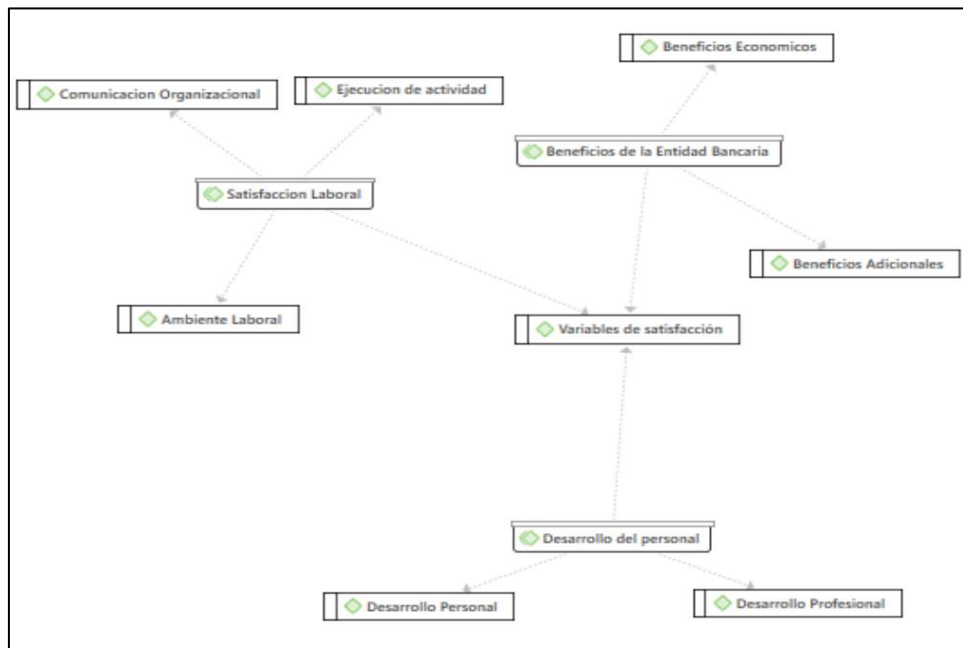 Beneficios Economicos
Comunicacion Organizacional
Ejecucion de actividad
Beneficios de la Entidad Bancaria
Satisfaccion Laboral
Beneficios Adicionales
Ambiente Laboral
Variables de satisfacción
Desarrollo del personal
Desarrollo Personal
Desarrollo Profesional